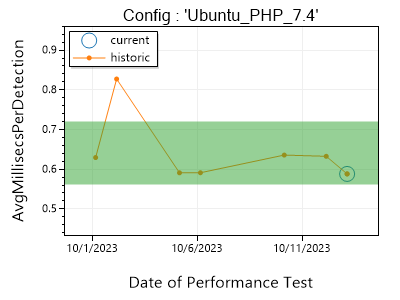 Config : 'Ubuntu_PHP_7.4'
current
historic
AvgMillisecsPerDetection
0.9
0.8
0.7
0.6
0.5
10/1/2023
10/6/2023
10/11/2023
Date of Performance Test